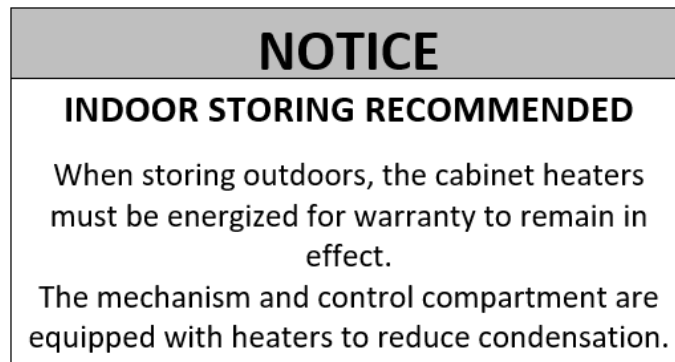 NOTICE
INDOOR STORING RECOMMENDED
When storing outdoors, the cabinet heaters
must be energized for warranty to remain in
effect.
The mechanism and control compartment are
equipped with heaters to reduce condensation.